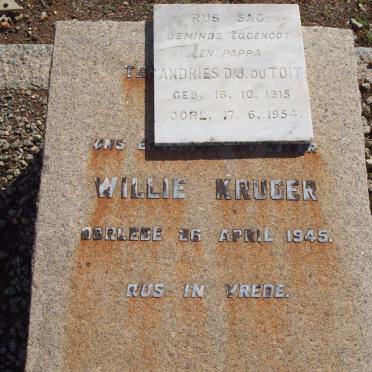 RUS SAG
BEMINDE EGGENOOT
EN PAPPA
ANDRIES D.J. DU TOIT
GEB. 16. 10. 1915
OORL. 17. 6. 1954.
WILLIE KRUGER
OORLEDE 26 APRIL 1945.
RUS IN VREDE.